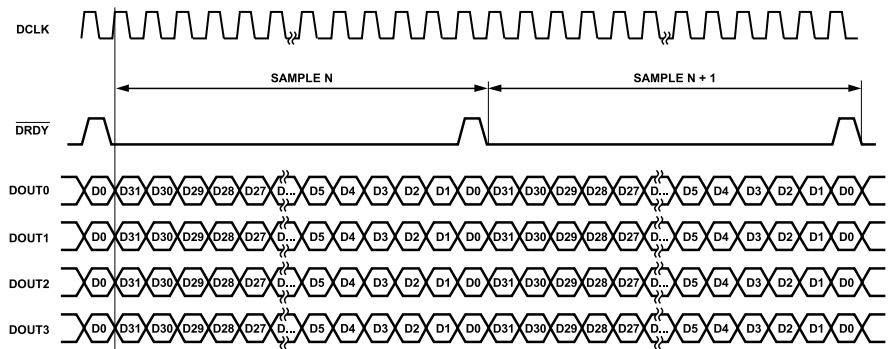 DCLK
SAMPLE N SAMPLE N + 1
DRDY
DOUT0 D0 D31 D30 D29 D28 D27 D... D5 D4 D3 D2 D1 D0 D31 D30 D29 D28 D27 D... D5 D4 D3 D2 D1 D0
DOUT1 D0 D31 D30 D29 D28 D27 D... D5 D4 D3 D2 D1 D0 D31 D30 D29 D28 D27 D... D5 D4 D3 D2 D1 D0
DOUT2 D0 D31 D30 D29 D28 D27 D... D5 D4 D3 D2 D1 D0 D31 D30 D29 D28 D27 D... D5 D4 D3 D2 D1 D0
DOUT3 D0 D31 D30 D29 D28 D27 D... D5 D4 D3 D2 D1 D0 D31 D30 D29 D28 D27 D... D5 D4 D3 D2 D1 D0